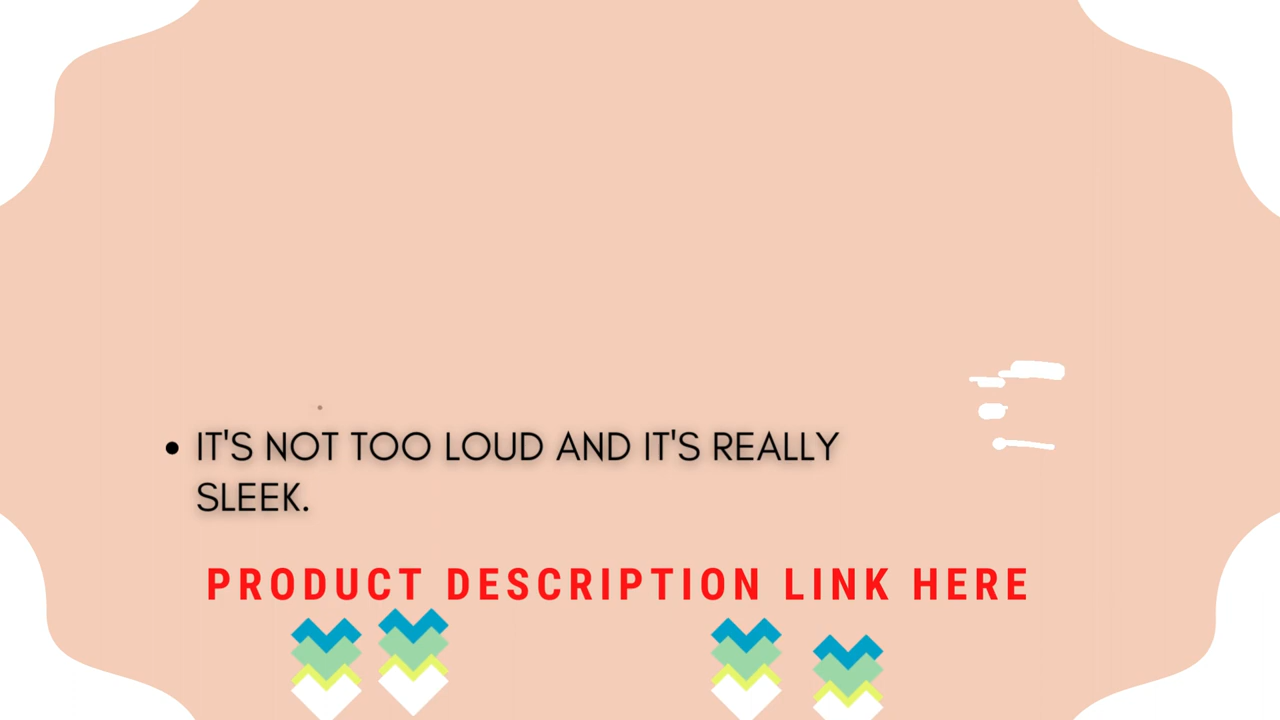 • IT'S NOT TOO LOUD AND IT'S REALLY
SLEEK.
PRODUCT DESCRIPTION LINK HERE